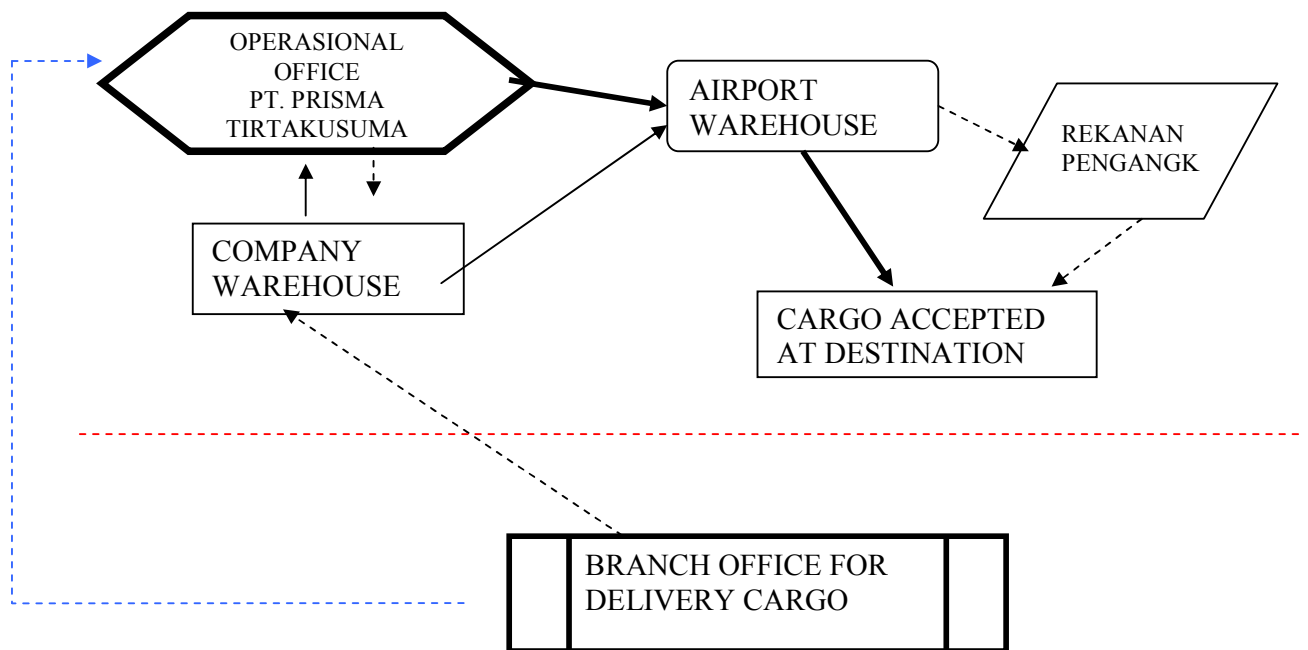 OPERASIONAL
OFFICE
PT. PRISMA
TIRTAKUSUMA
AIRPORT
WAREHOUSE
REKANAN
PENGANGK
COMPANY
WAREHOUSE
CARGO ACCEPTED
AT DESTINATION
BRANCH OFFICE FOR
DELIVERY CARGO